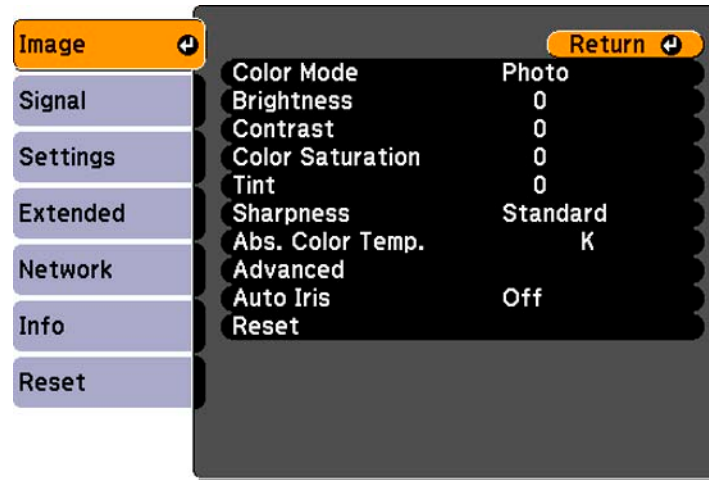 Image
Signal
Settings
Extended
Network
Info
Reset
Return
Color Mode Photo
Brightness 0
Contrast 0
Color Saturation 0
Tint 0
Sharpness Standard
Abs. Color Temp. K
Advanced
Auto Iris Off
Reset